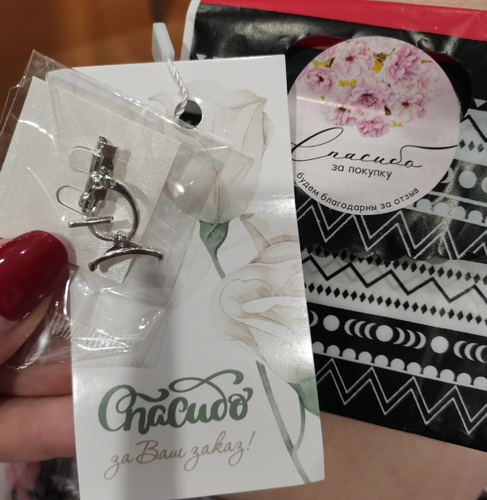 Спасибо
за покупку
будем благодарны за отзыв
Спасибо
за Ваш заказ!